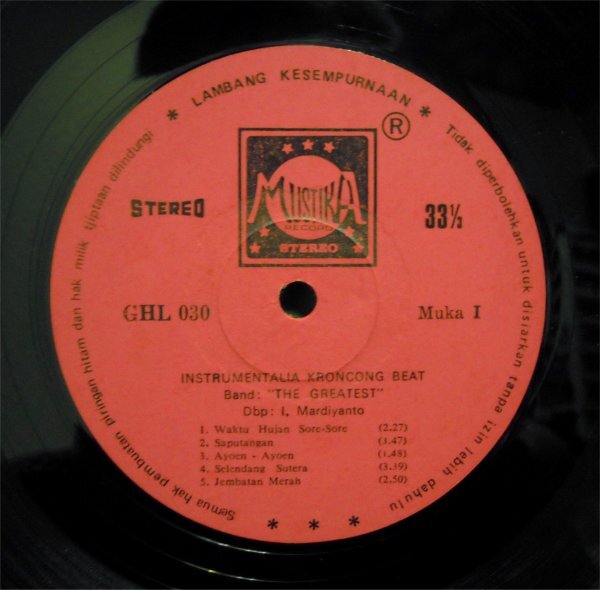 * LAMBANG KESEMPURNAAN *
Tidak diperbolehkan untuk disiarkan tanpa izin lebih dahulu
Semua hak pembuatan piringan hitam dan hak milik tjiptaan dilindungi
* * *
®
MUSTIKA
RECORD
STEREO
STEREO
33⅓
GHL 030
Muka I
INSTRUMENTALIA KRONCONG BEAT
Band: "THE GREATEST"
Dbp: I, Mardiyanto
1. Waktu Hujan Sore-Sore (2.27)
2. Saputangan (3.47)
3. Ayoen - Ayoen (1.48)
4. Selendang Sutera (3.39)
5. Jembatan Merah (2.50)